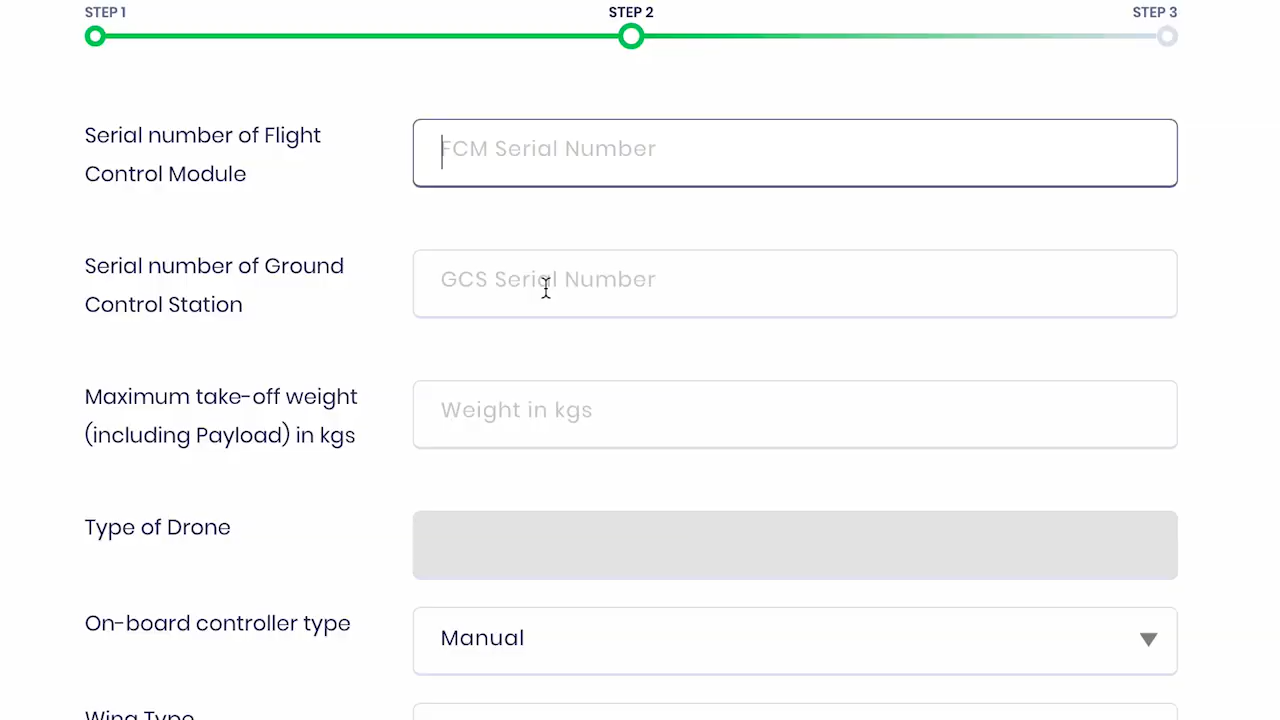 STEP 1
STEP 2
STEP 3
Serial number of Flight
Control Module
FCM Serial Number
Serial number of Ground
Control Station
GCS Serial Number
Maximum take-off weight
(including Payload) in kgs
Weight in kgs
Type of Drone
On-board controller type
Manual
Wing Type